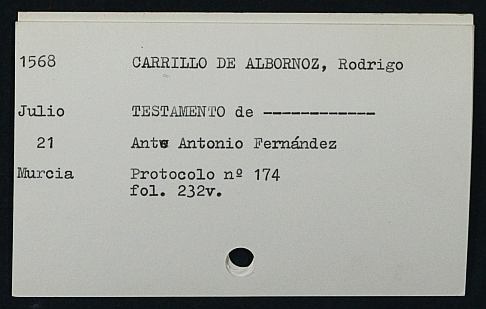 1568 CARRILLO DE ALBORNOZ, Rodrigo
Julio TESTAMENTO de ------------
21 Ante Antonio Fernández
Murcia Protocolo nº 174
fol. 232v.